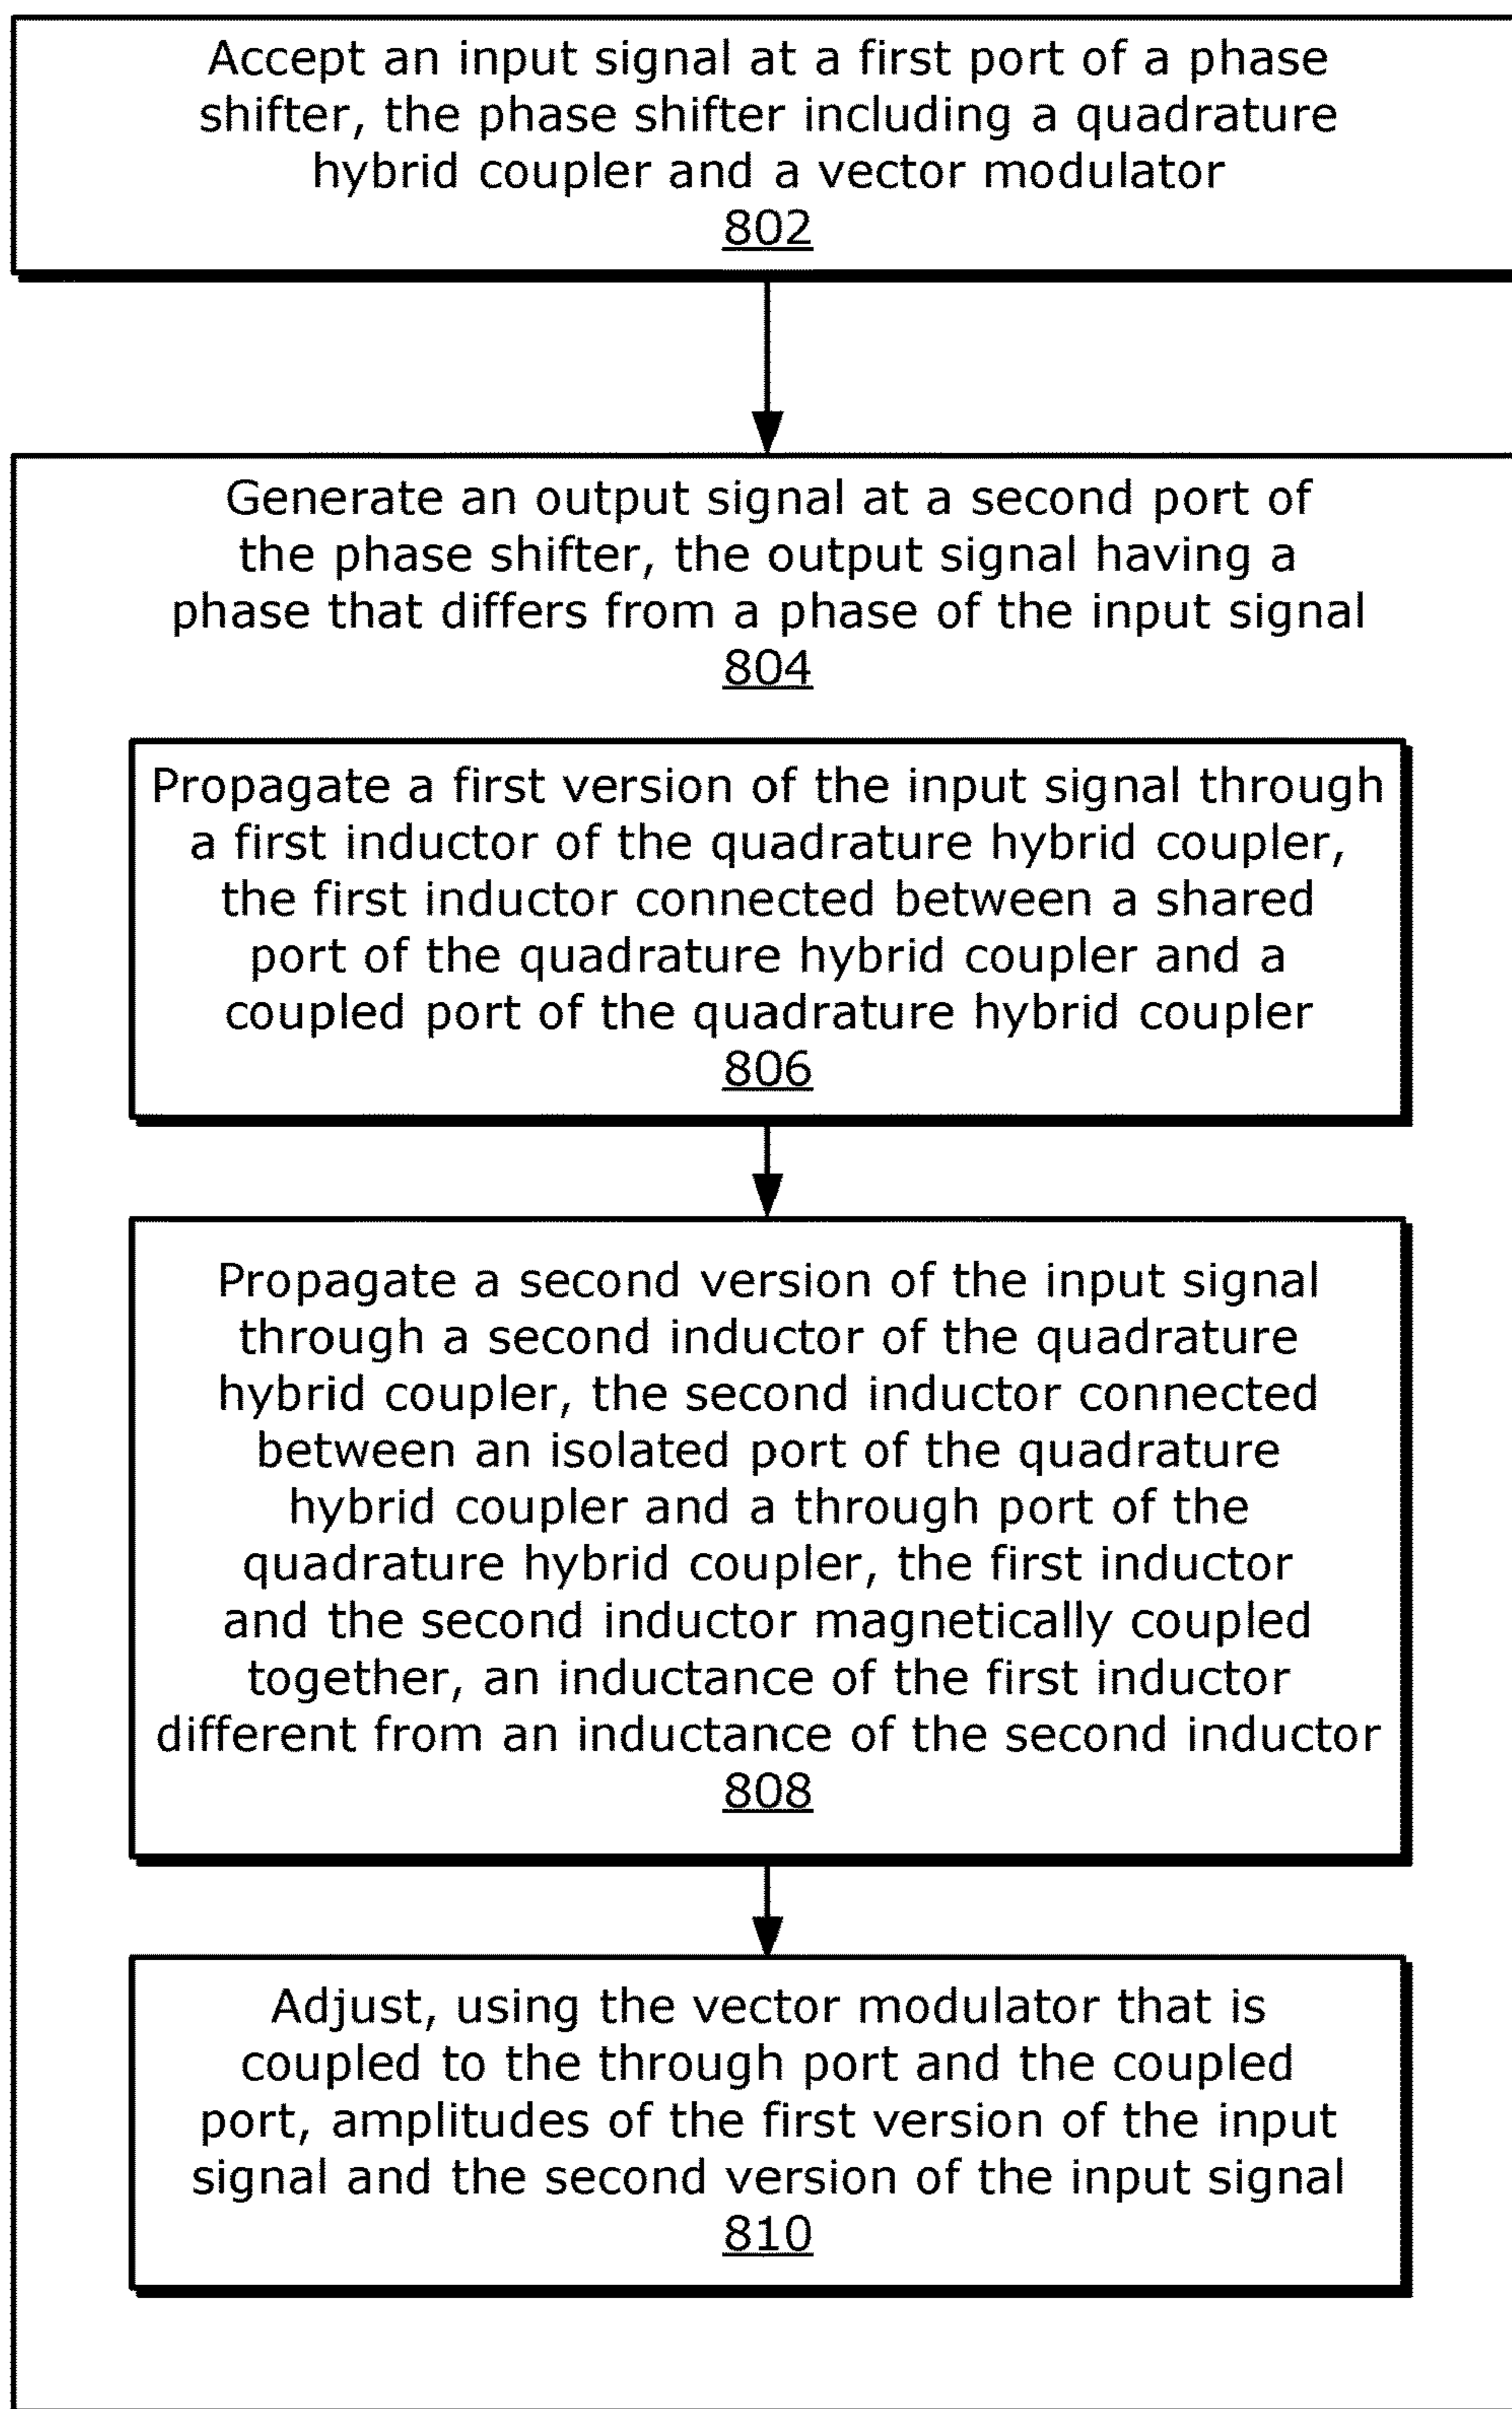 Accept an input signal at a first port of a phase
shifter, the phase shifter including a quadrature
hybrid coupler and a vector modulator
802
Generate an output signal at a second port of
the phase shifter, the output signal having a
phase that differs from a phase of the input signal
804
Propagate a first version of the input signal through
a first inductor of the quadrature hybrid coupler,
the first inductor connected between a shared
port of the quadrature hybrid coupler and a
coupled port of the quadrature hybrid coupler
806
Propagate a second version of the input signal
through a second inductor of the quadrature
hybrid coupler, the second inductor connected
between an isolated port of the quadrature
hybrid coupler and a through port of the
quadrature hybrid coupler, the first inductor
and the second inductor magnetically coupled
together, an inductance of the first inductor
different from an inductance of the second inductor
808
Adjust, using the vector modulator that is
coupled to the through port and the coupled
port, amplitudes of the first version of the input
signal and the second version of the input signal
810